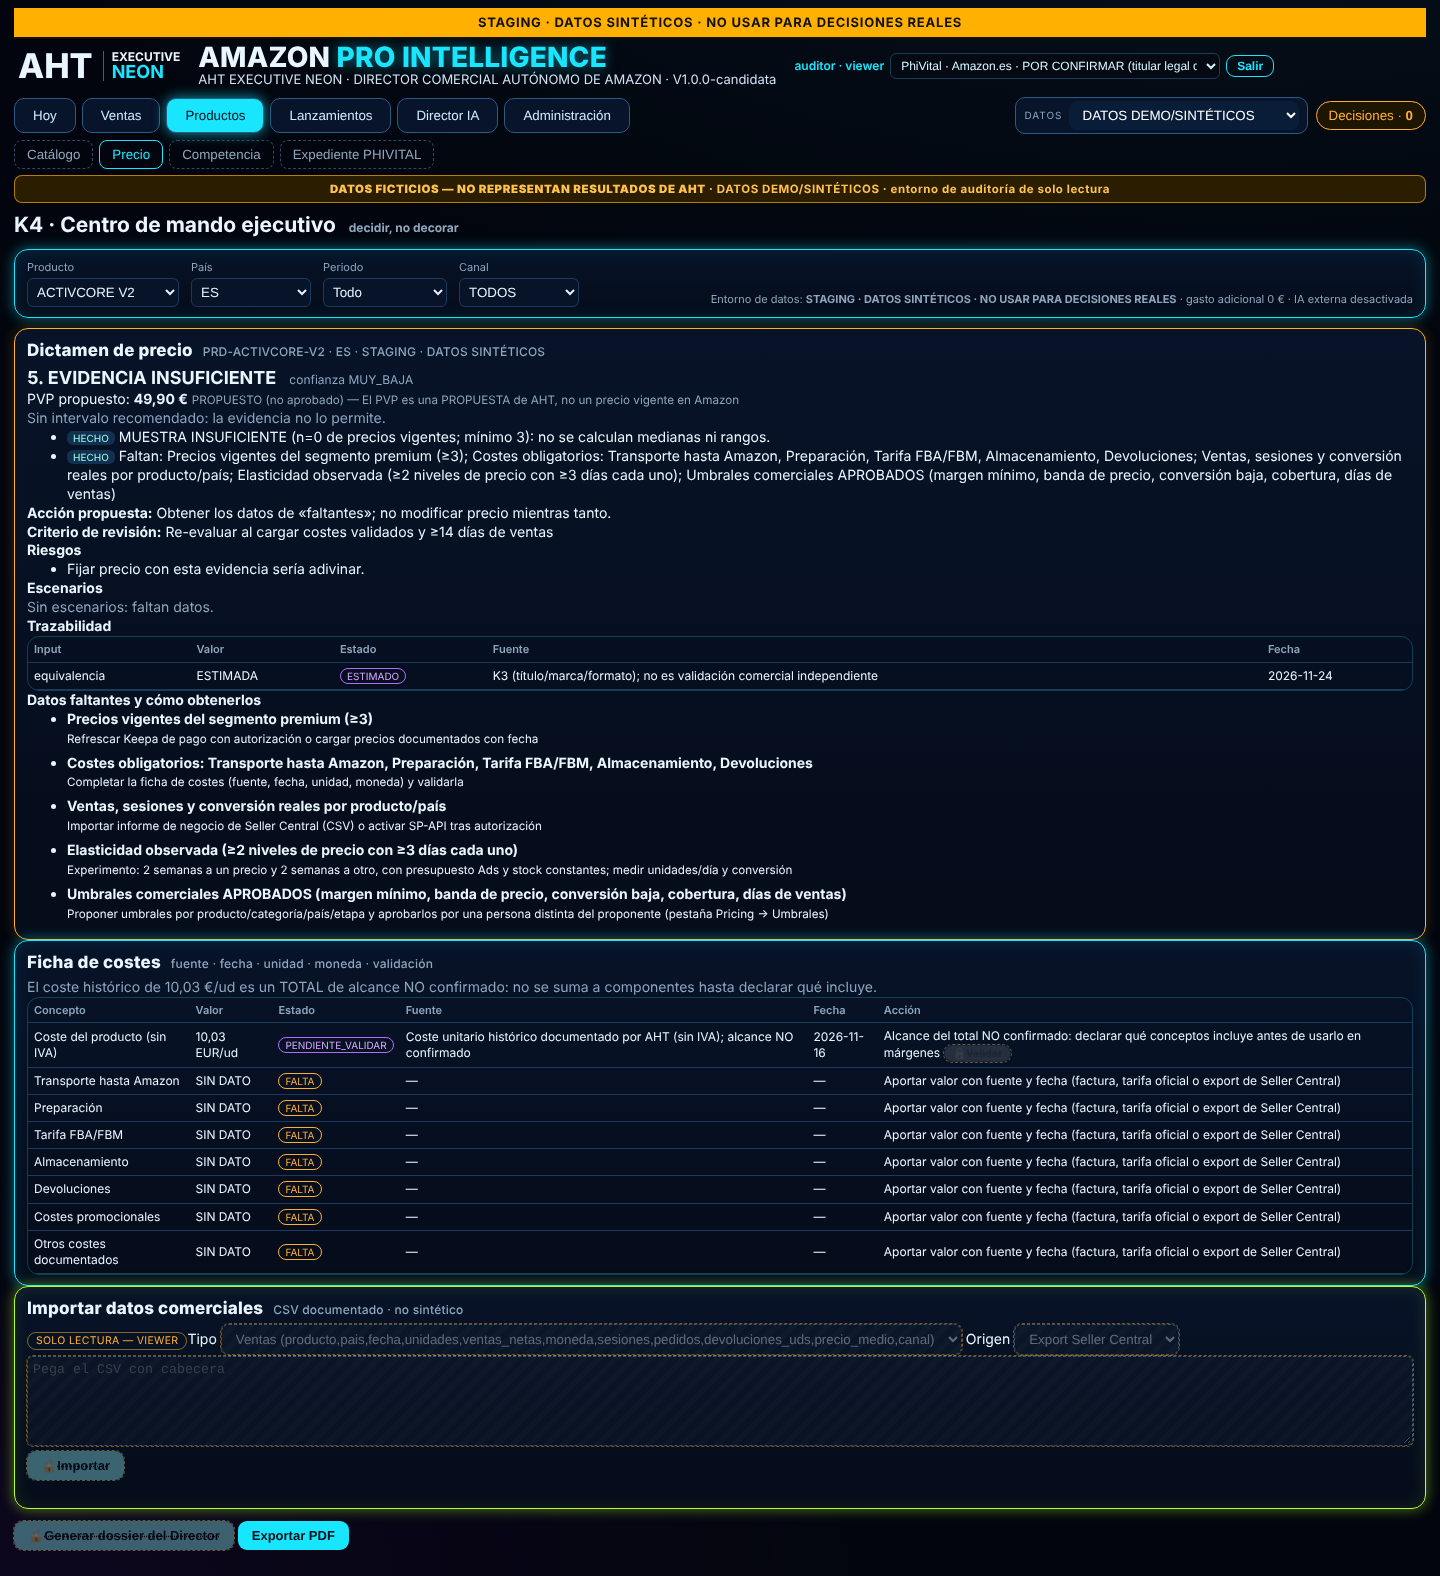 STAGING · DATOS SINTÉTICOS · NO USAR PARA DECISIONES REALES
AHT EXECUTIVE NEON
AMAZON PRO INTELLIGENCE
AHT EXECUTIVE NEON · DIRECTOR COMERCIAL AUTÓNOMO DE AMAZON · V1.0.0-candidata
auditor · viewer PhiVital · Amazon.es · POR CONFIRMAR (titular legal c Salir
Hoy Ventas Productos Lanzamientos Director IA Administración DATOS DATOS DEMO/SINTÉTICOS Decisiones · 0
Catálogo Precio Competencia Expediente PHIVITAL
DATOS FICTICIOS — NO REPRESENTAN RESULTADOS DE AHT · DATOS DEMO/SINTÉTICOS · entorno de auditoría de solo lectura
K4 · Centro de mando ejecutivo decidir, no decorar
Producto País Periodo Canal
ACTIVCORE V2 ES Todo TODOS Entorno de datos: STAGING · DATOS SINTÉTICOS · NO USAR PARA DECISIONES REALES · gasto adicional 0 € · IA externa desactivada
Dictamen de precio PRD-ACTIVCORE-V2 · ES · STAGING · DATOS SINTÉTICOS
5. EVIDENCIA INSUFICIENTE confianza MUY_BAJA
PVP propuesto: 49,90 € PROPUESTO (no aprobado) — El PVP es una PROPUESTA de AHT, no un precio vigente en Amazon
Sin intervalo recomendado: la evidencia no lo permite.
• HECHO MUESTRA INSUFICIENTE (n=0 de precios vigentes; mínimo 3): no se calculan medianas ni rangos.
• HECHO Faltan: Precios vigentes del segmento premium (≥3); Costes obligatorios: Transporte hasta Amazon, Preparación, Tarifa FBA/FBM, Almacenamiento, Devoluciones; Ventas, sesiones y conversión
reales por producto/país; Elasticidad observada (≥2 niveles de precio con ≥3 días cada uno); Umbrales comerciales APROBADOS (margen mínimo, banda de precio, conversión baja, cobertura, días de
ventas)
Acción propuesta: Obtener los datos de «faltantes»; no modificar precio mientras tanto.
Criterio de revisión: Re-evaluar al cargar costes validados y ≥14 días de ventas
Riesgos
• Fijar precio con esta evidencia sería adivinar.
Escenarios
Sin escenarios: faltan datos.
Trazabilidad
Input Valor Estado Fuente Fecha
equivalencia ESTIMADA ESTIMADO K3 (título/marca/formato); no es validación comercial independiente 2026-11-24
Datos faltantes y cómo obtenerlos
• Precios vigentes del segmento premium (≥3)
Refrescar Keepa de pago con autorización o cargar precios documentados con fecha
• Costes obligatorios: Transporte hasta Amazon, Preparación, Tarifa FBA/FBM, Almacenamiento, Devoluciones
Completar la ficha de costes (fuente, fecha, unidad, moneda) y validarla
• Ventas, sesiones y conversión reales por producto/país
Importar informe de negocio de Seller Central (CSV) o activar SP-API tras autorización
• Elasticidad observada (≥2 niveles de precio con ≥3 días cada uno)
Experimento: 2 semanas a un precio y 2 semanas a otro, con presupuesto Ads y stock constantes; medir unidades/día y conversión
• Umbrales comerciales APROBADOS (margen mínimo, banda de precio, conversión baja, cobertura, días de ventas)
Proponer umbrales por producto/categoría/país/etapa y aprobarlos por una persona distinta del proponente (pestaña Pricing → Umbrales)
Ficha de costes fuente · fecha · unidad · moneda · validación
El coste histórico de 10,03 €/ud es un TOTAL de alcance NO confirmado: no se suma a componentes hasta declarar qué incluye.
Concepto Valor Estado Fuente Fecha Acción
Coste del producto (sin IVA) 10,03 EUR/ud PENDIENTE_VALIDAR Coste unitario histórico documentado por AHT (sin IVA); alcance NO confirmado 2026-11-16 Alcance del total NO confirmado: declarar qué conceptos incluye antes de usarlo en márgenes
Transporte hasta Amazon SIN DATO FALTA — — Aportar valor con fuente y fecha (factura, tarifa oficial o export de Seller Central)
Preparación SIN DATO FALTA — — Aportar valor con fuente y fecha (factura, tarifa oficial o export de Seller Central)
Tarifa FBA/FBM SIN DATO FALTA — — Aportar valor con fuente y fecha (factura, tarifa oficial o export de Seller Central)
Almacenamiento SIN DATO FALTA — — Aportar valor con fuente y fecha (factura, tarifa oficial o export de Seller Central)
Devoluciones SIN DATO FALTA — — Aportar valor con fuente y fecha (factura, tarifa oficial o export de Seller Central)
Costes promocionales SIN DATO FALTA — — Aportar valor con fuente y fecha (factura, tarifa oficial o export de Seller Central)
Otros costes documentados SIN DATO FALTA — — Aportar valor con fuente y fecha (factura, tarifa oficial o export de Seller Central)
Importar datos comerciales CSV documentado · no sintético
SOLO LECTURA — VIEWER Tipo Ventas (producto,pais,fecha,unidades,ventas_netas,moneda,sesiones,pedidos,devoluciones_uds,precio_medio,canal) Origen Export Seller Central
Pega el CSV con cabecera
Importar
Generar dossier del Director Exportar PDF